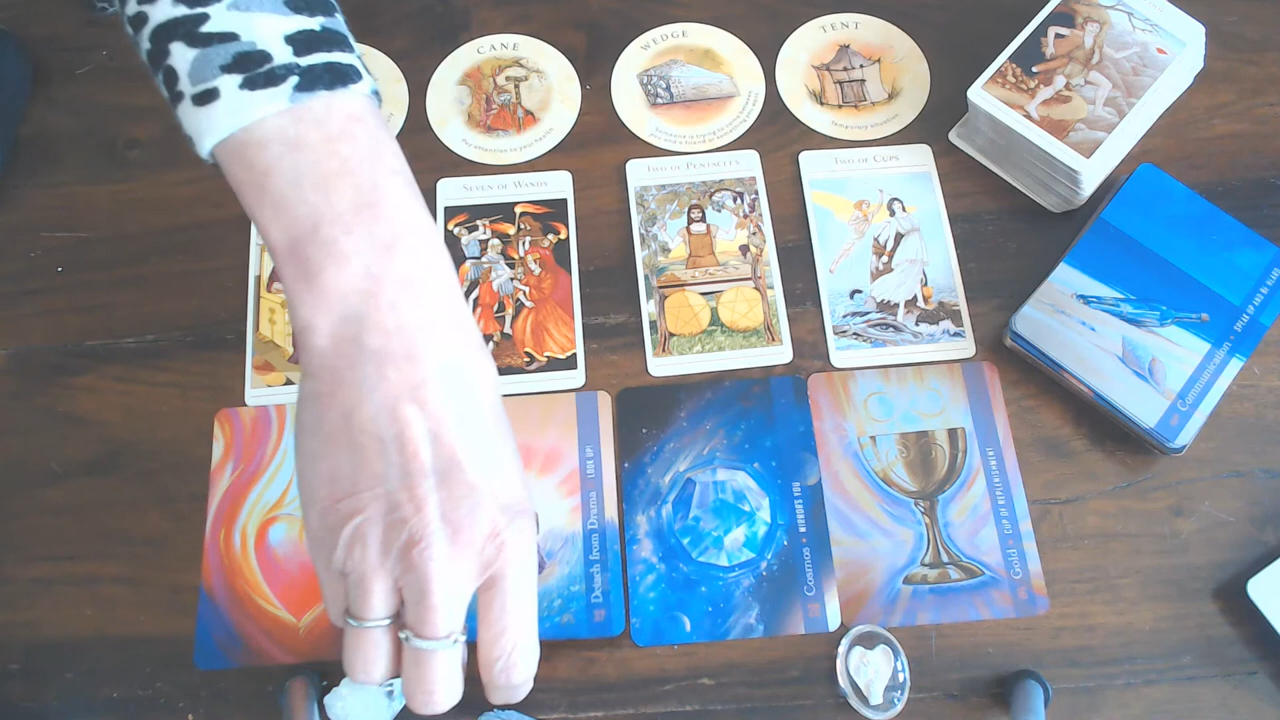 CANE
Pay attention to your health
WEDGE
Someone is trying to come between
you and a friend or something you want
TENT
Temporary situation
SEVEN OF WANDS
TWO OF PENTACLES
TWO OF CUPS
Communication • SPEAK UP AND BE HEARD
Detach from Drama LOOK UP!
Cosmos • MIRRORS YOU
Gold • CUP OF REPLENISHMENT